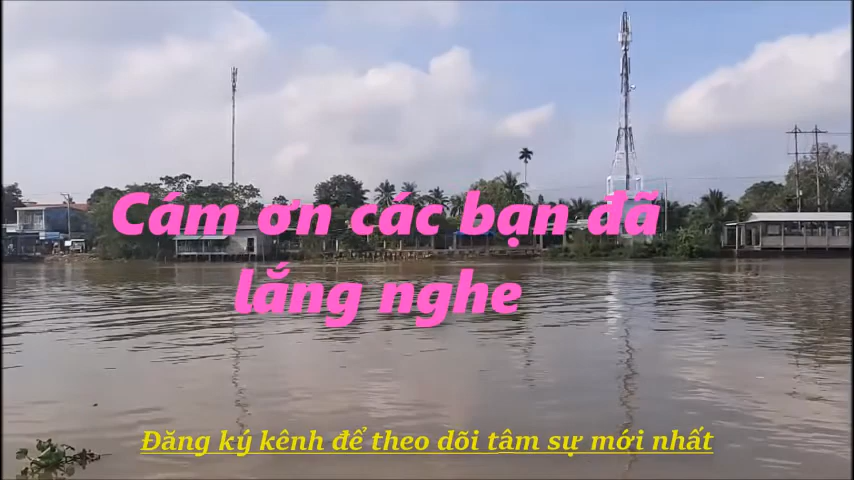 Cám ơn các bạn đã
lắng nghe
Đăng ký kênh để theo dõi tâm sự mới nhất